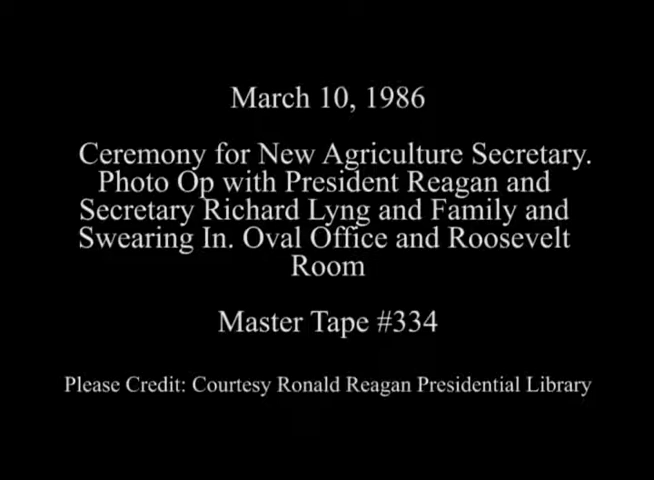 March 10, 1986
Ceremony for New Agriculture Secretary.
Photo Op with President Reagan and
Secretary Richard Lyng and Family and
Swearing In. Oval Office and Roosevelt
Room
Master Tape #334
Please Credit: Courtesy Ronald Reagan Presidential Library